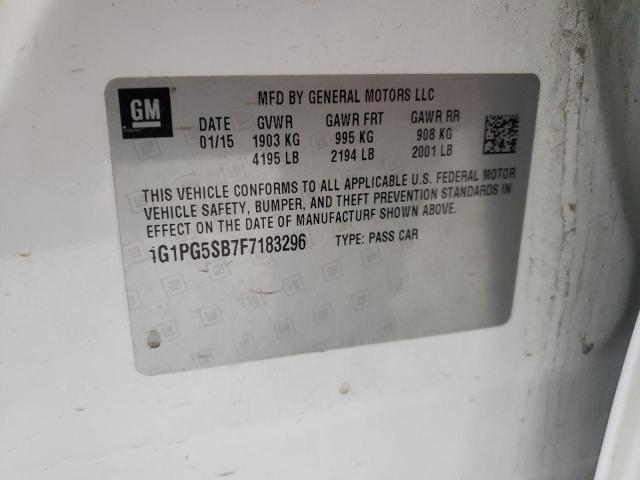 GM
MFD BY GENERAL MOTORS LLC
DATE GVWR GAWR FRT GAWR RR
01/15 1903 KG 995 KG 908 KG
4195 LB 2194 LB 2001 LB
THIS VEHICLE CONFORMS TO ALL APPLICABLE U.S. FEDERAL MOTOR
VEHICLE SAFETY, BUMPER, AND THEFT PREVENTION STANDARDS IN
EFFECT ON THE DATE OF MANUFACTURE SHOWN ABOVE.
1G1PG5SB7F7183296 TYPE: PASS CAR